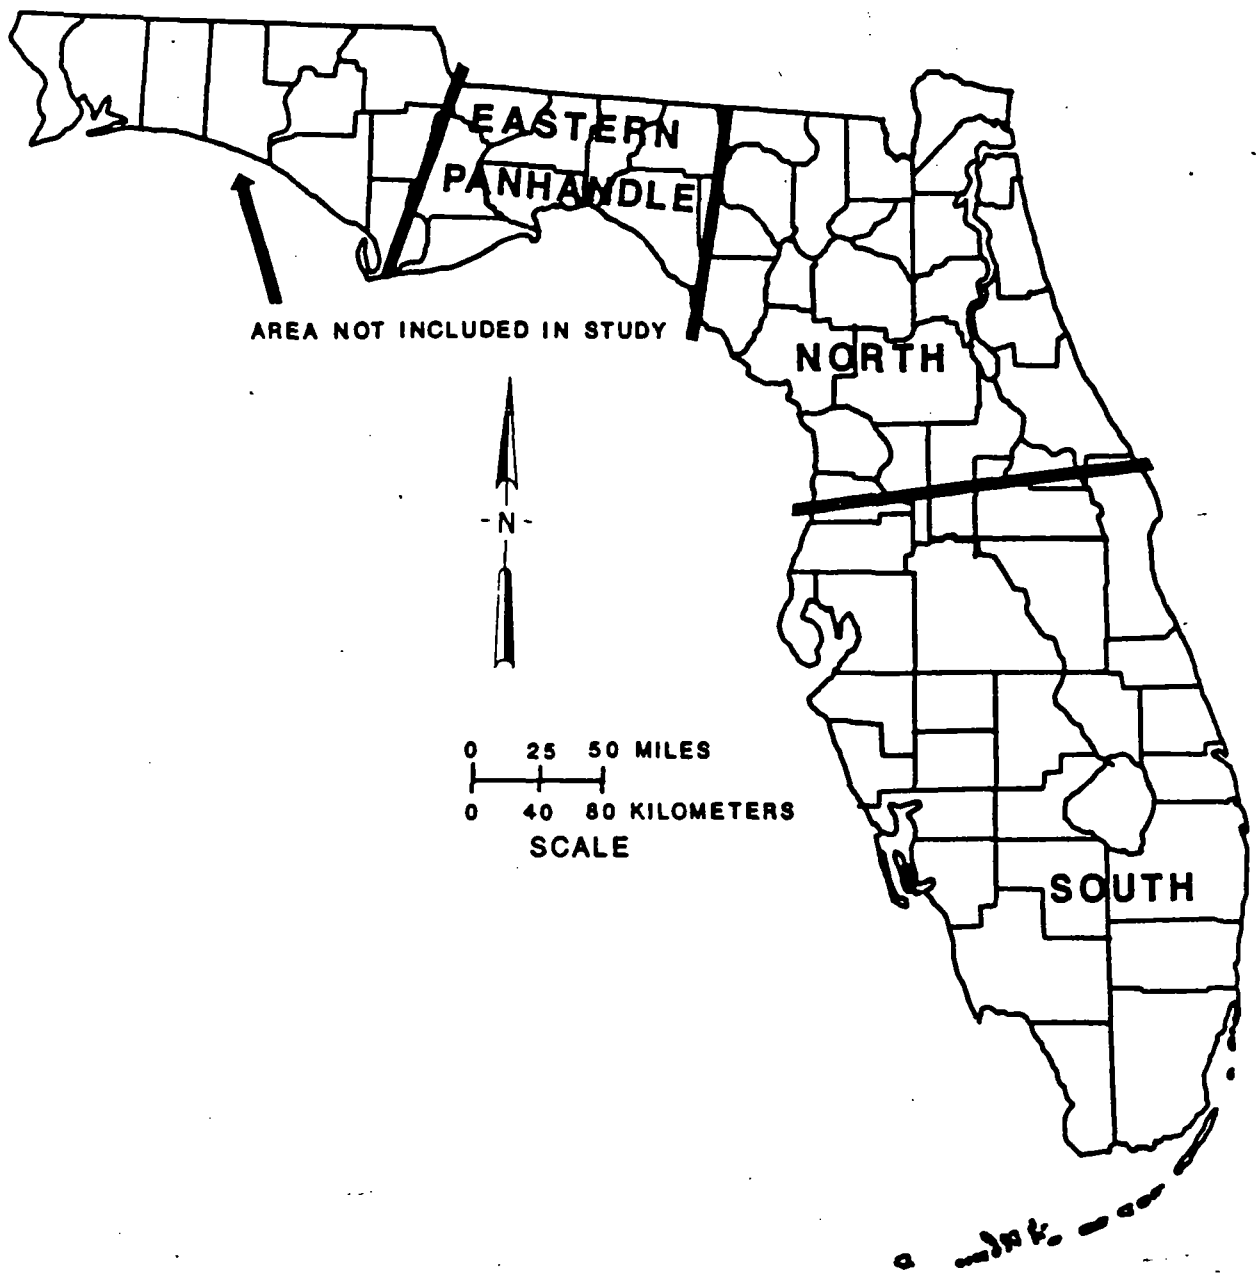 EASTERN
PANHANDLE
AREA NOT INCLUDED IN STUDY
NORTH
-N-
0 25 50 MILES
0 40 80 KILOMETERS
SCALE
SOUTH